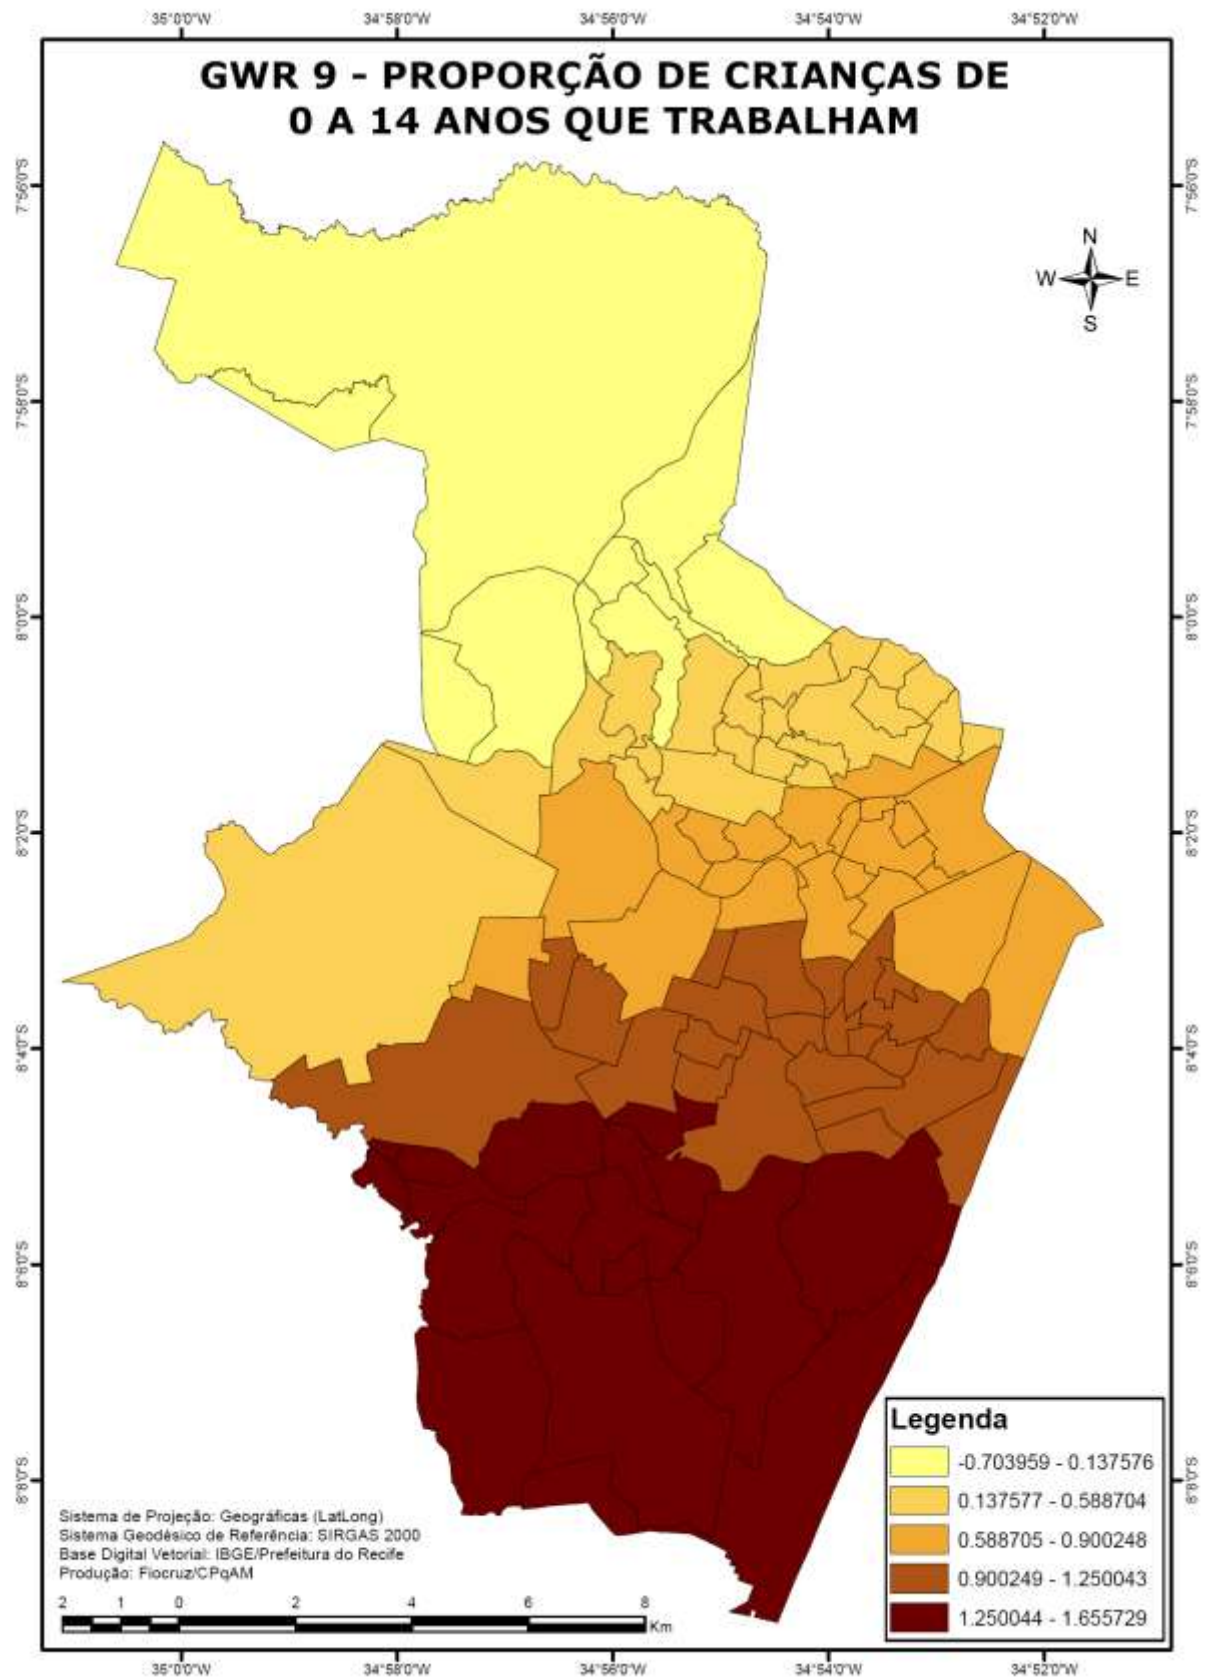 35°0'0"W 34°58'0"W 34°56'0"W 34°54'0"W 34°52'0"W
GWR 9 - PROPORÇÃO DE CRIANÇAS DE
0 A 14 ANOS QUE TRABALHAM
7°56'0"S 7°56'0"S
N
W E
S
7°58'0"S 7°58'0"S
8°0'0"S 8°0'0"S
8°2'0"S 8°2'0"S
8°4'0"S 8°4'0"S
8°6'0"S 8°6'0"S
8°8'0"S 8°8'0"S
Legenda
-0.703959 - 0.137576
0.137577 - 0.588704
0.588705 - 0.900248
0.900249 - 1.250043
1.250044 - 1.655729
Sistema de Projeção: Geográficas (LatLong)
Sistema Geodésico de Referência: SIRGAS 2000
Base Digital Vetorial: IBGE/Prefeitura do Recife
Produção: Fiocruz/CPqAM
2 1 0 2 4 6 8
Km
35°0'0"W 34°58'0"W 34°56'0"W 34°54'0"W 34°52'0"W